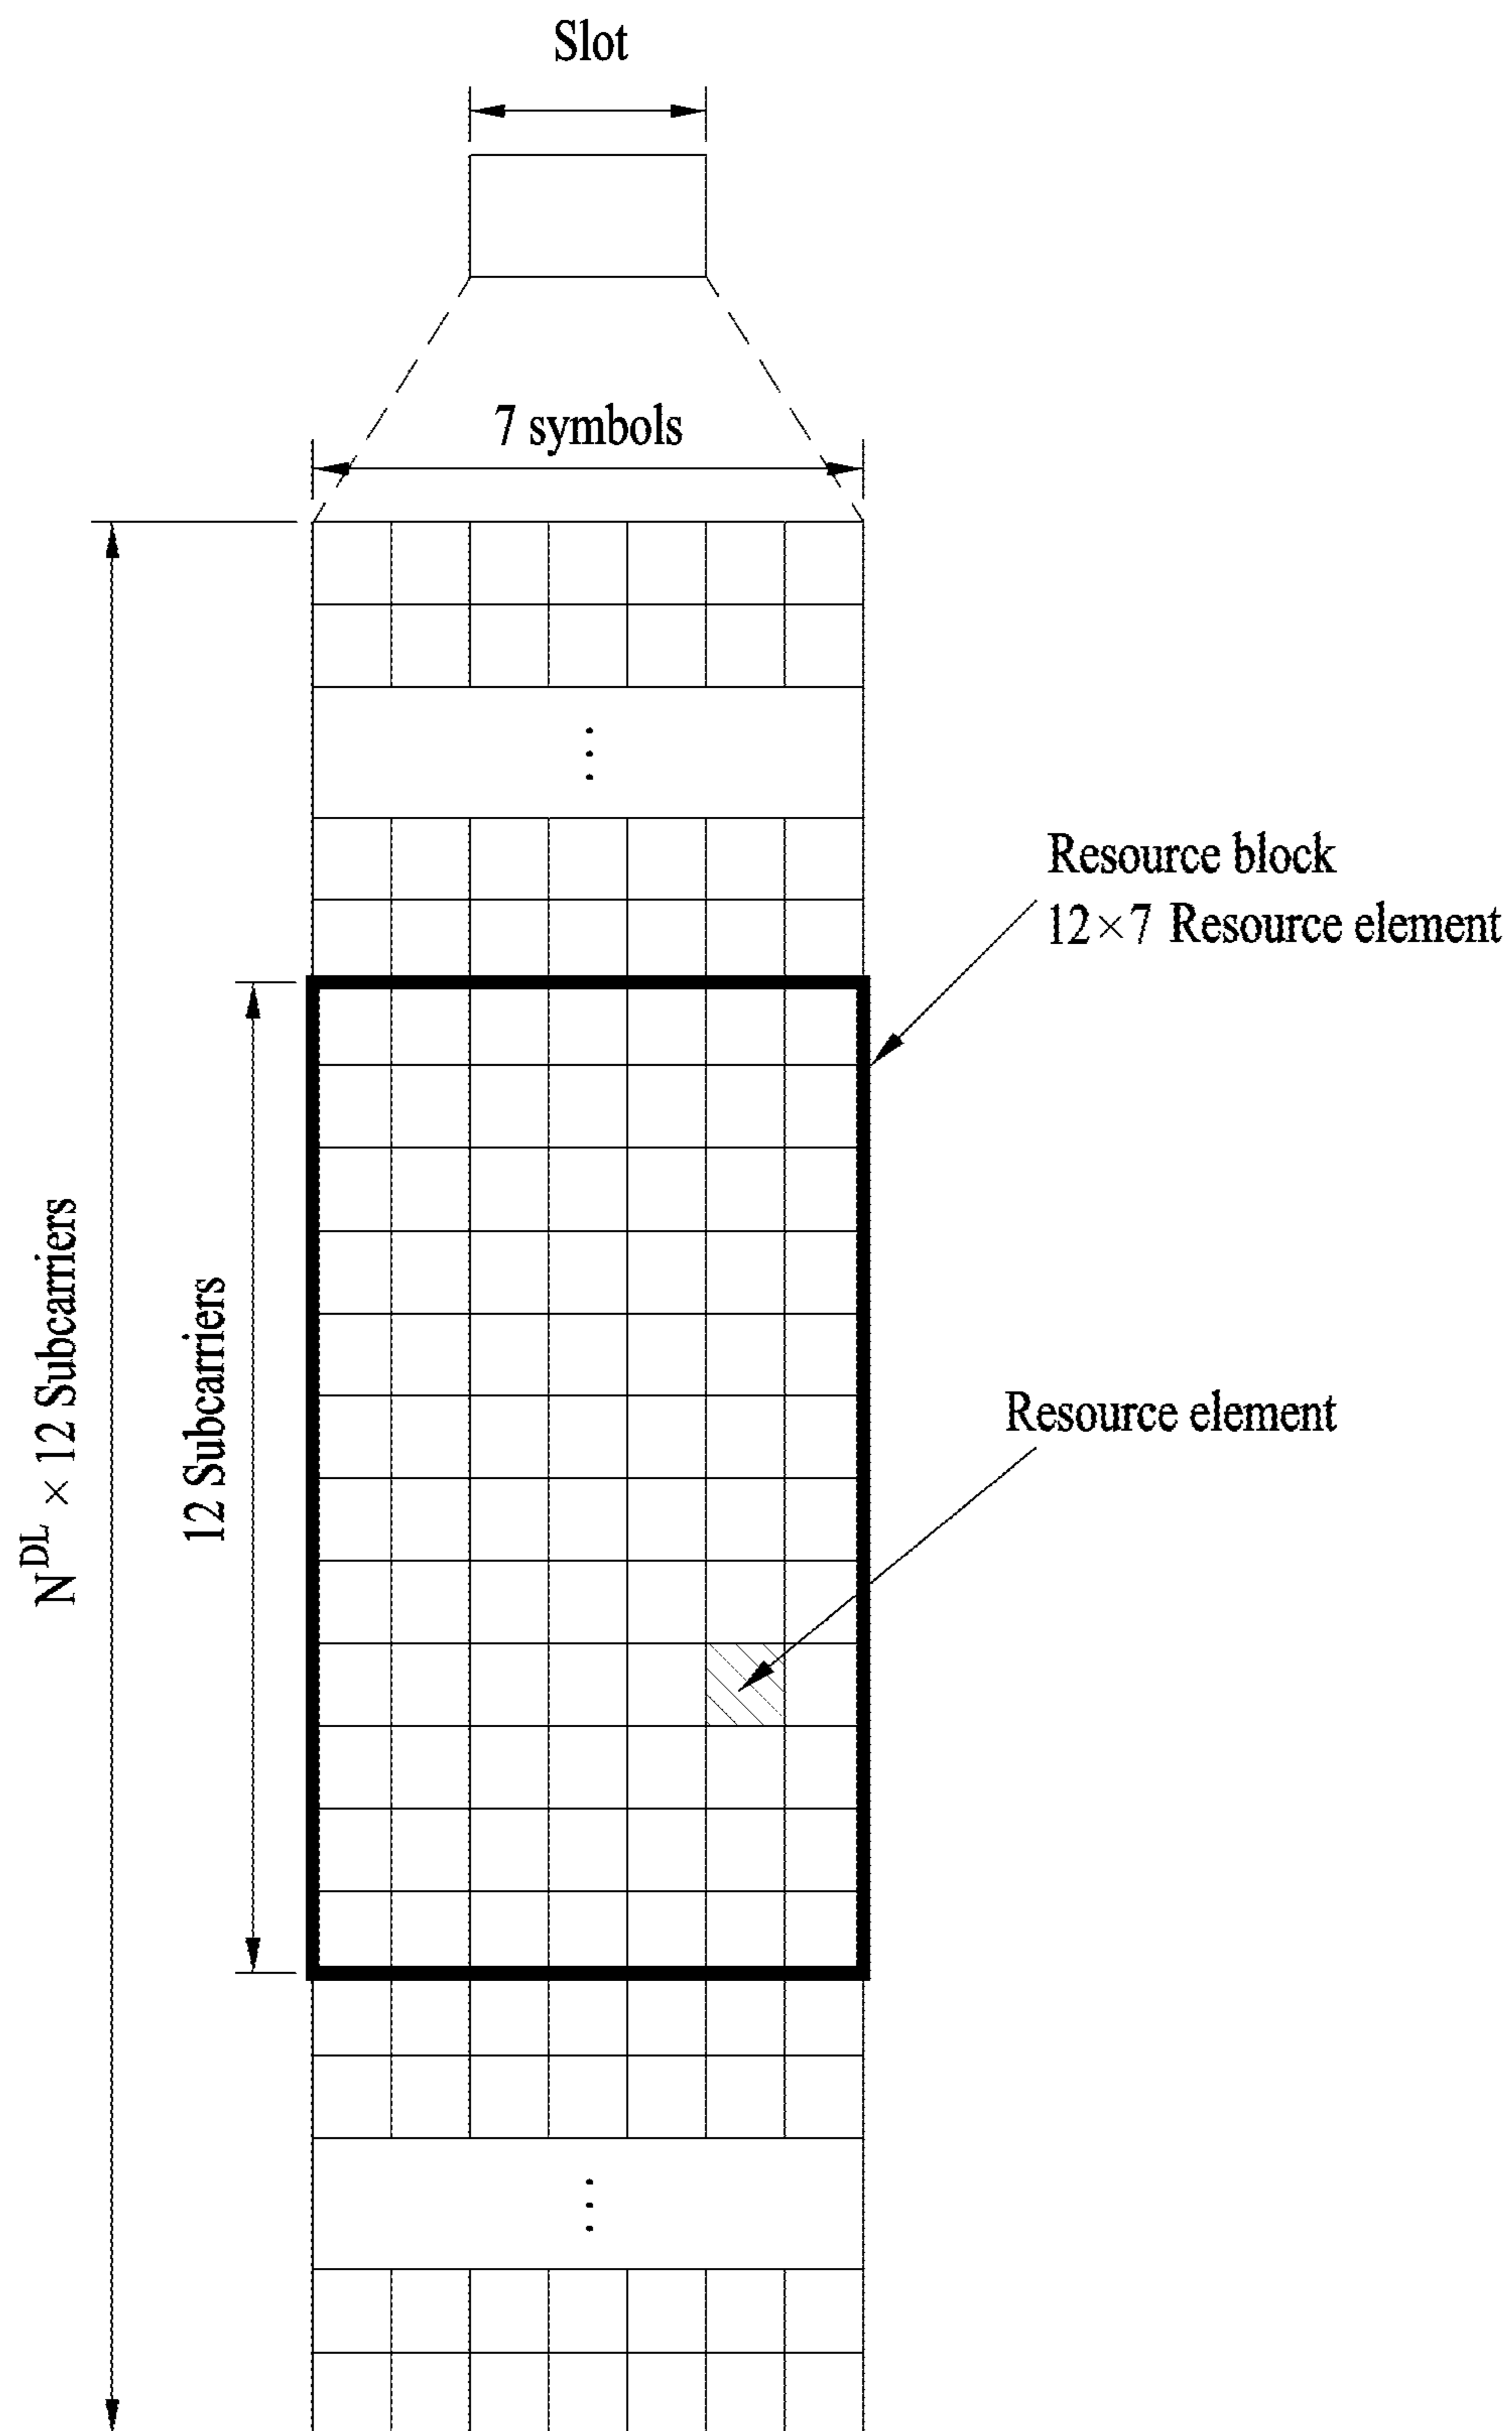 Slot
7 symbols
Resource block
12×7 Resource element
N^DL × 12 Subcarriers
12 Subcarriers
Resource element